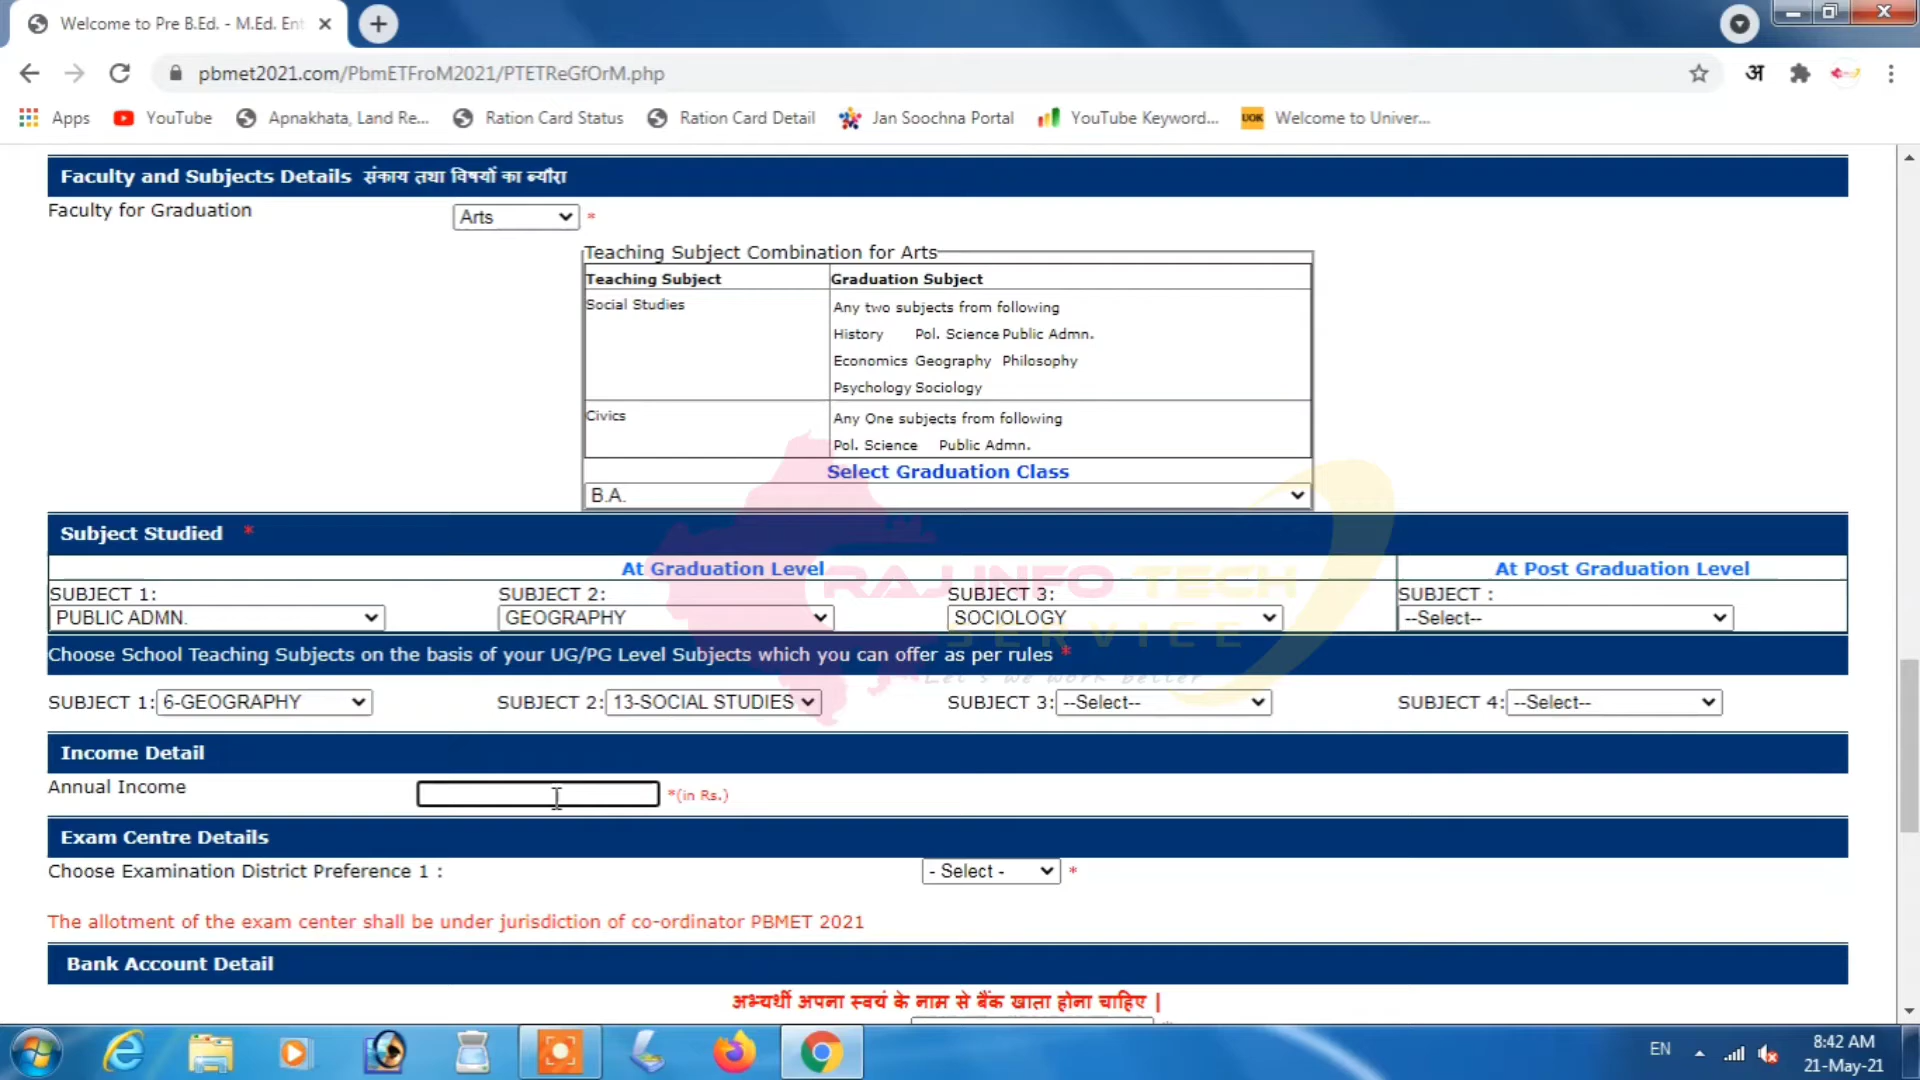 Welcome to Pre B.Ed. - M.Ed. Ent
pbmet2021.com/PbmETFroM2021/PTETReGfOrM.php
अ
Apps YouTube Apnakhata, Land Re... Ration Card Status Ration Card Detail Jan Soochna Portal YouTube Keyword... UOK Welcome to Univer...
Faculty and Subjects Details संकाय तथा विषयों का ब्यौरा
Faculty for Graduation Arts *
Teaching Subject Combination for Arts
Teaching Subject Graduation Subject
Social Studies Any two subjects from following
History Pol. Science Public Admn.
Economics Geography Philosophy
Psychology Sociology
Civics Any One subjects from following
Pol. Science Public Admn.
Select Graduation Class
B.A.
Subject Studied *
At Graduation Level At Post Graduation Level
RAJ INFO TECH
SUBJECT 1: SUBJECT 2: SUBJECT 3: SUBJECT :
PUBLIC ADMN. GEOGRAPHY SOCIOLOGY --Select--
SERVICE
Choose School Teaching Subjects on the basis of your UG/PG Level Subjects which you can offer as per rules *
Let's we work better
SUBJECT 1: 6-GEOGRAPHY SUBJECT 2: 13-SOCIAL STUDIES SUBJECT 3: --Select-- SUBJECT 4: --Select--
Income Detail
Annual Income *(in Rs.)
Exam Centre Details
Choose Examination District Preference 1 : - Select - *
The allotment of the exam center shall be under jurisdiction of co-ordinator PBMET 2021
Bank Account Detail
अभ्यर्थी अपना स्वयं के नाम से बैंक खाता होना चाहिए |
EN 8:42 AM
21-May-21